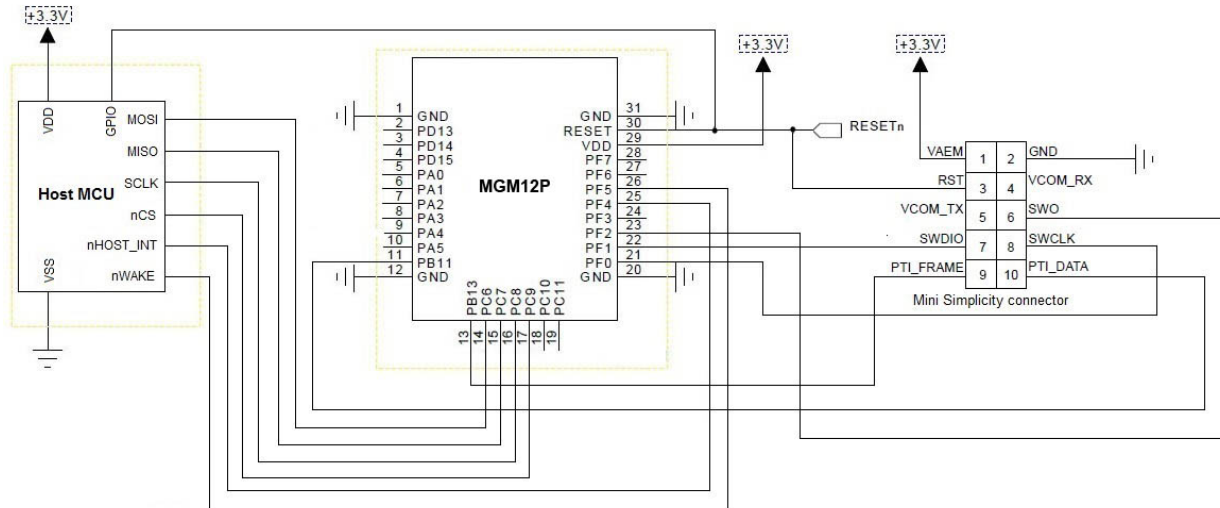 +3.3V
+3.3V
+3.3V
VDD
GPIO
MOSI
MISO
SCLK
nCS
nHOST_INT
nWAKE
Host MCU
VSS
MGM12P
1 GND
2 PD13
3 PD14
4 PD15
5 PA0
6 PA1
7 PA2
8 PA3
9 PA4
10 PA5
11 PB11
12 GND
13 PB13
14 PC6
15 PC7
16 PC8
17 PC9
18 PC10
19 PC11
GND 31
RESET 30
VDD 29
PF7 28
PF6 27
PF5 26
PF4 25
PF3 24
PF2 23
PF1 22
PF0 21
GND 20
RESETn
VAEM 1 2 GND
RST 3 4 VCOM_RX
VCOM_TX 5 6 SWO
SWDIO 7 8 SWCLK
PTI_FRAME 9 10 PTI_DATA
Mini Simplicity connector